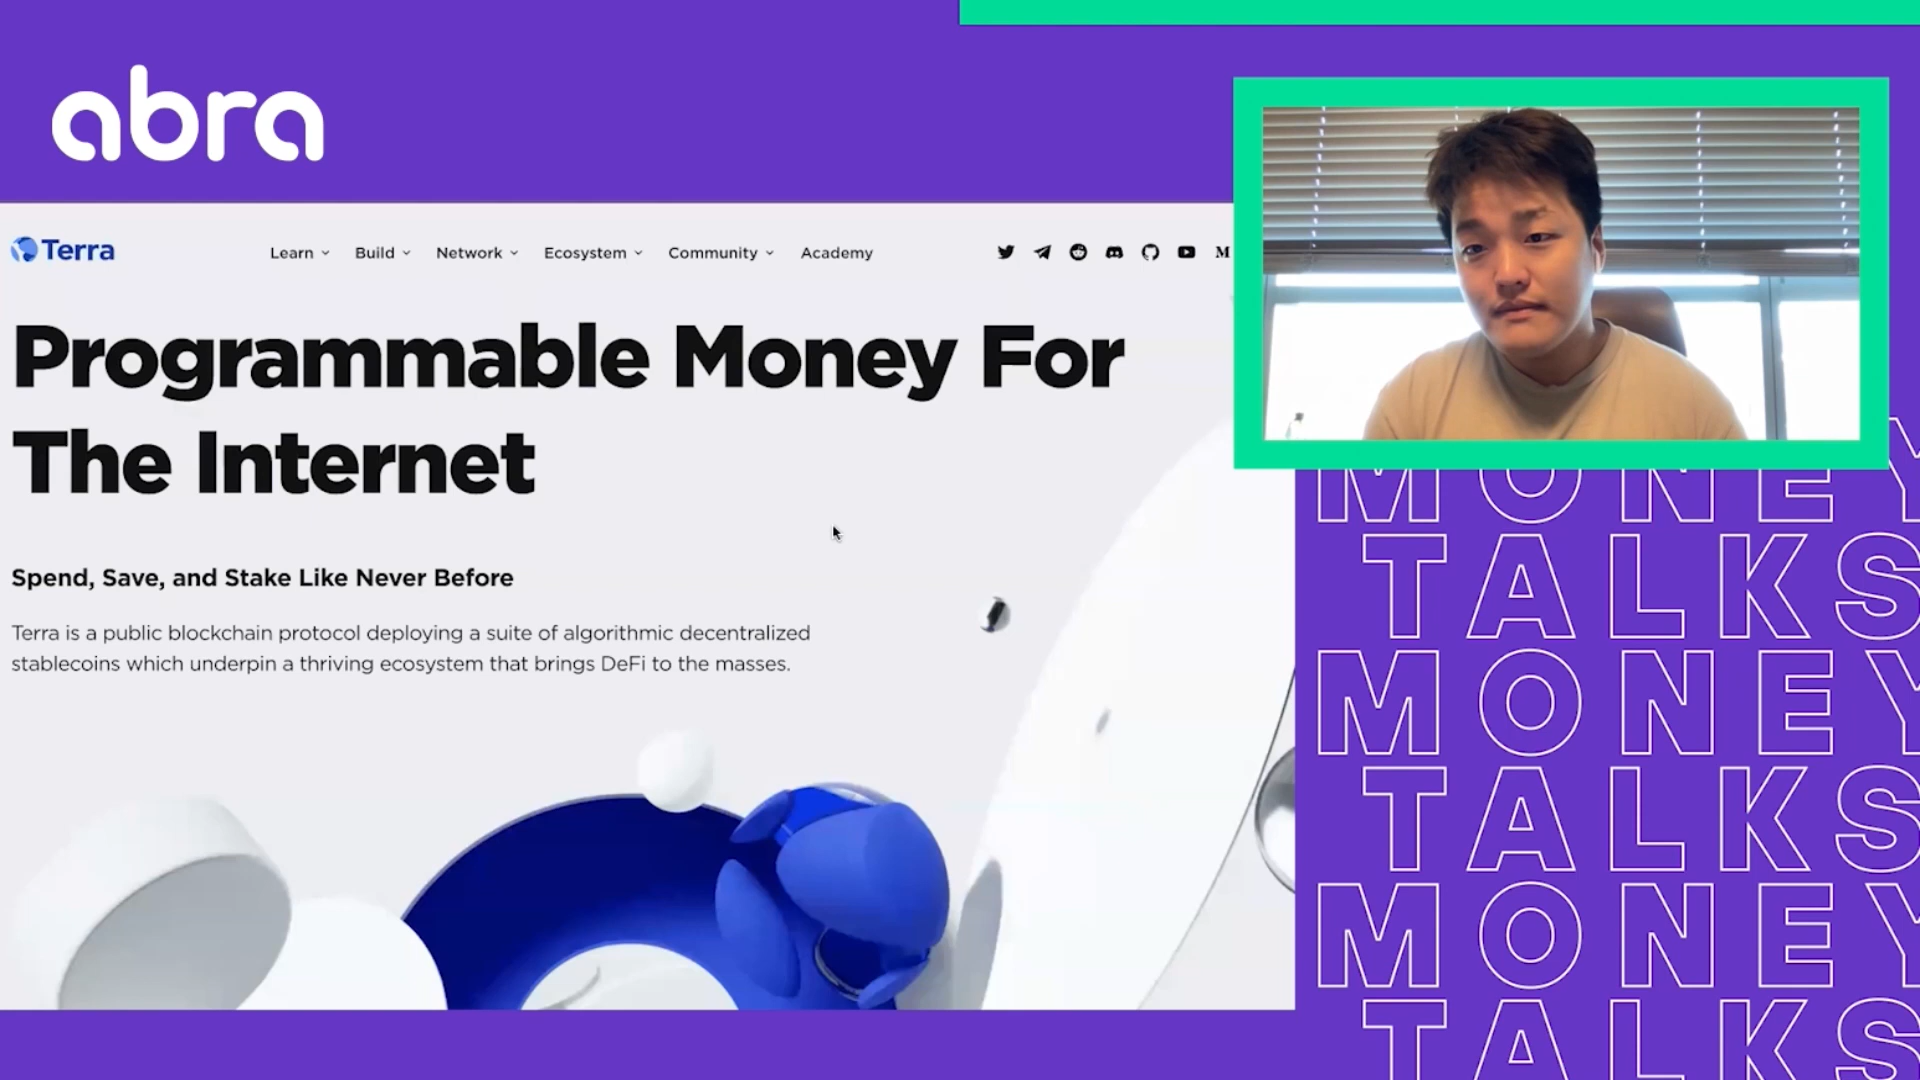 abra
Terra
Learn Build Network Ecosystem Community Academy
M
Programmable Money For
The Internet
Spend, Save, and Stake Like Never Before
Terra is a public blockchain protocol deploying a suite of algorithmic decentralized
stablecoins which underpin a thriving ecosystem that brings DeFi to the masses.
MONEY
TALKS
MONEY
TALKS
MONEY
TALKS